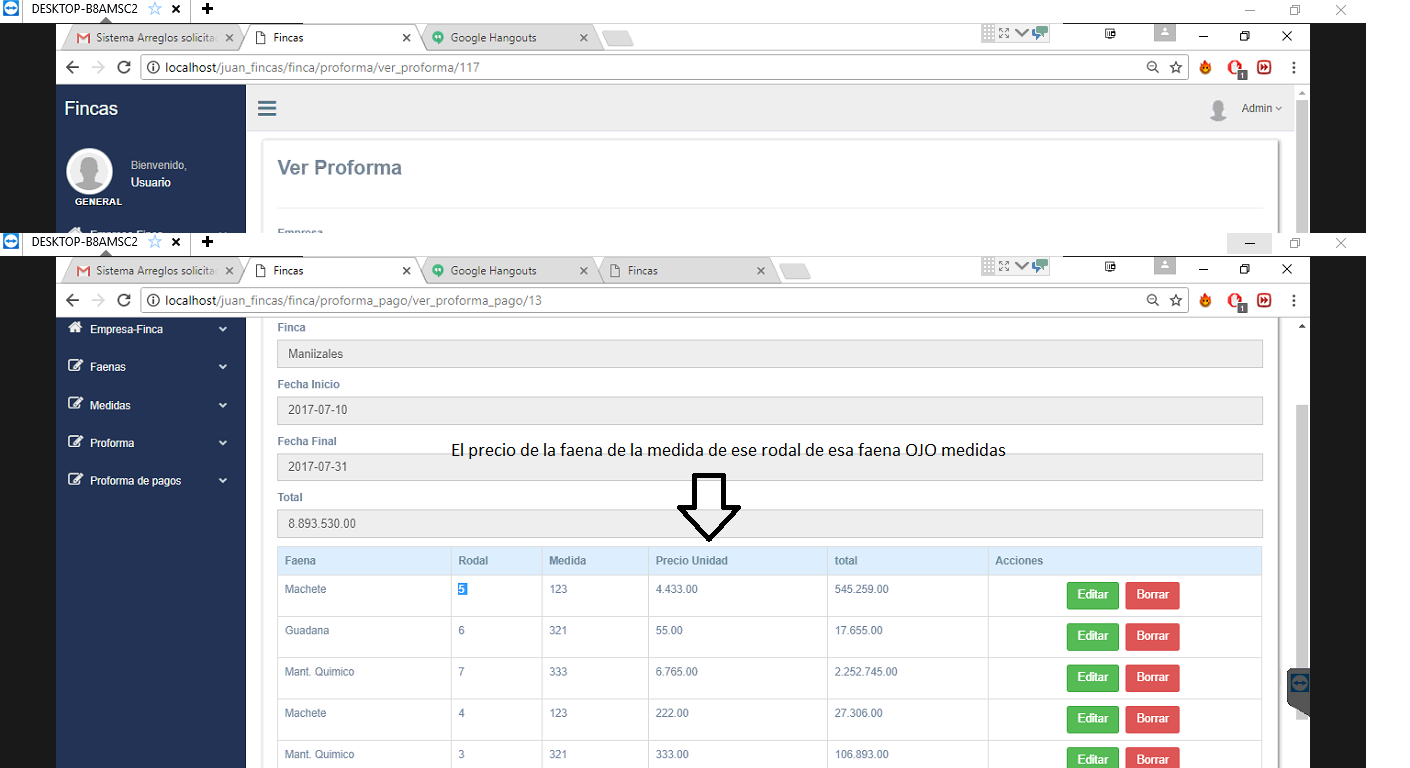 DESKTOP-B8AMSC2
Sistema Arreglos solicita
Fincas
Google Hangouts
localhost/juan_fincas/finca/proforma/ver_proforma/117
1
Fincas
Admin
Bienvenido,
Usuario
GENERAL
Ver Proforma
Empresa
Empresa-Finca
DESKTOP-B8AMSC2
Sistema Arreglos solicita
Fincas
Google Hangouts
Fincas
localhost/juan_fincas/finca/proforma_pago/ver_proforma_pago/13
1
Empresa-Finca
Faenas
Medidas
Proforma
Proforma de pagos
Finca
Maniizales
Fecha Inicio
2017-07-10
Fecha Final
El precio de la faena de la medida de ese rodal de esa faena OJO medidas
2017-07-31
Total
8.893.530.00
Faena Rodal Medida Precio Unidad total Acciones
Machete 5 123 4.433.00 545.259.00 Editar Borrar
Guadana 6 321 55.00 17.655.00 Editar Borrar
Mant. Quimico 7 333 6.765.00 2.252.745.00 Editar Borrar
Machete 4 123 222.00 27.306.00 Editar Borrar
Mant. Quimico 3 321 333.00 106.893.00 Editar Borrar